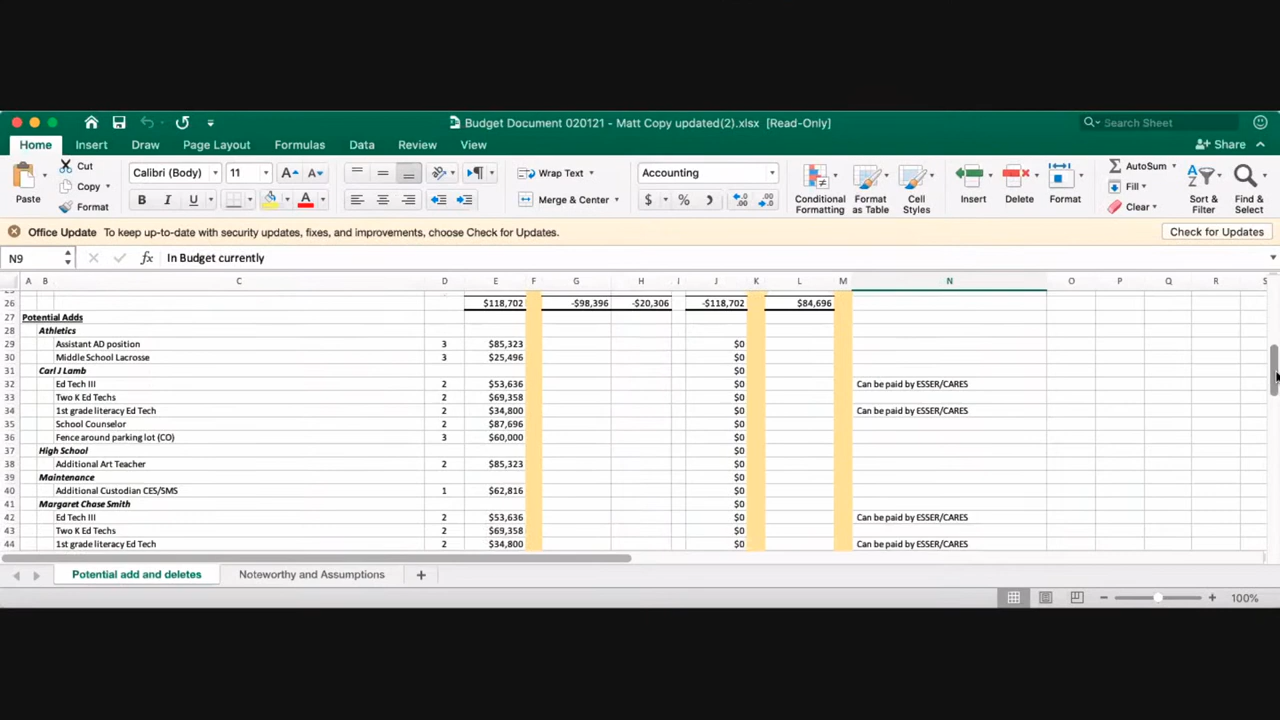 Budget Document 020121 - Matt Copy updated(2).xlsx [Read-Only]
Search Sheet
Home Insert Draw Page Layout Formulas Data Review View Share
Paste Cut Copy Format
Calibri (Body) 11 A A
B I U A
Wrap Text
Merge & Center
Accounting
$ % )
Conditional Formatting
Format as Table
Cell Styles
Insert Delete Format
AutoSum
Fill
Clear
Sort & Filter
Find & Select
Office Update To keep up-to-date with security updates, fixes, and improvements, choose Check for Updates. Check for Updates
N9 fx In Budget currently
A B C D E F G H I J K L M N O P Q R S
26 $118,702 -$98,396 -$20,306 -$118,702 $84,696
27 Potential Adds
28 Athletics
29 Assistant AD position 3 $85,323 $0
30 Middle School Lacrosse 3 $25,496 $0
31 Carl J Lamb $0
32 Ed Tech III 2 $53,636 $0 Can be paid by ESSER/CARES
33 Two K Ed Techs 2 $69,358 $0
34 1st grade literacy Ed Tech 2 $34,800 $0 Can be paid by ESSER/CARES
35 School Counselor 2 $87,696 $0
36 Fence around parking lot (CO) 3 $60,000 $0
37 High School $0
38 Additional Art Teacher 2 $85,323 $0
39 Maintenance $0
40 Additional Custodian CES/SMS 1 $62,816 $0
41 Margaret Chase Smith $0
42 Ed Tech III 2 $53,636 $0 Can be paid by ESSER/CARES
43 Two K Ed Techs 2 $69,358 $0
44 1st grade literacy Ed Tech 2 $34,800 $0 Can be paid by ESSER/CARES
Potential add and deletes Noteworthy and Assumptions +
100%